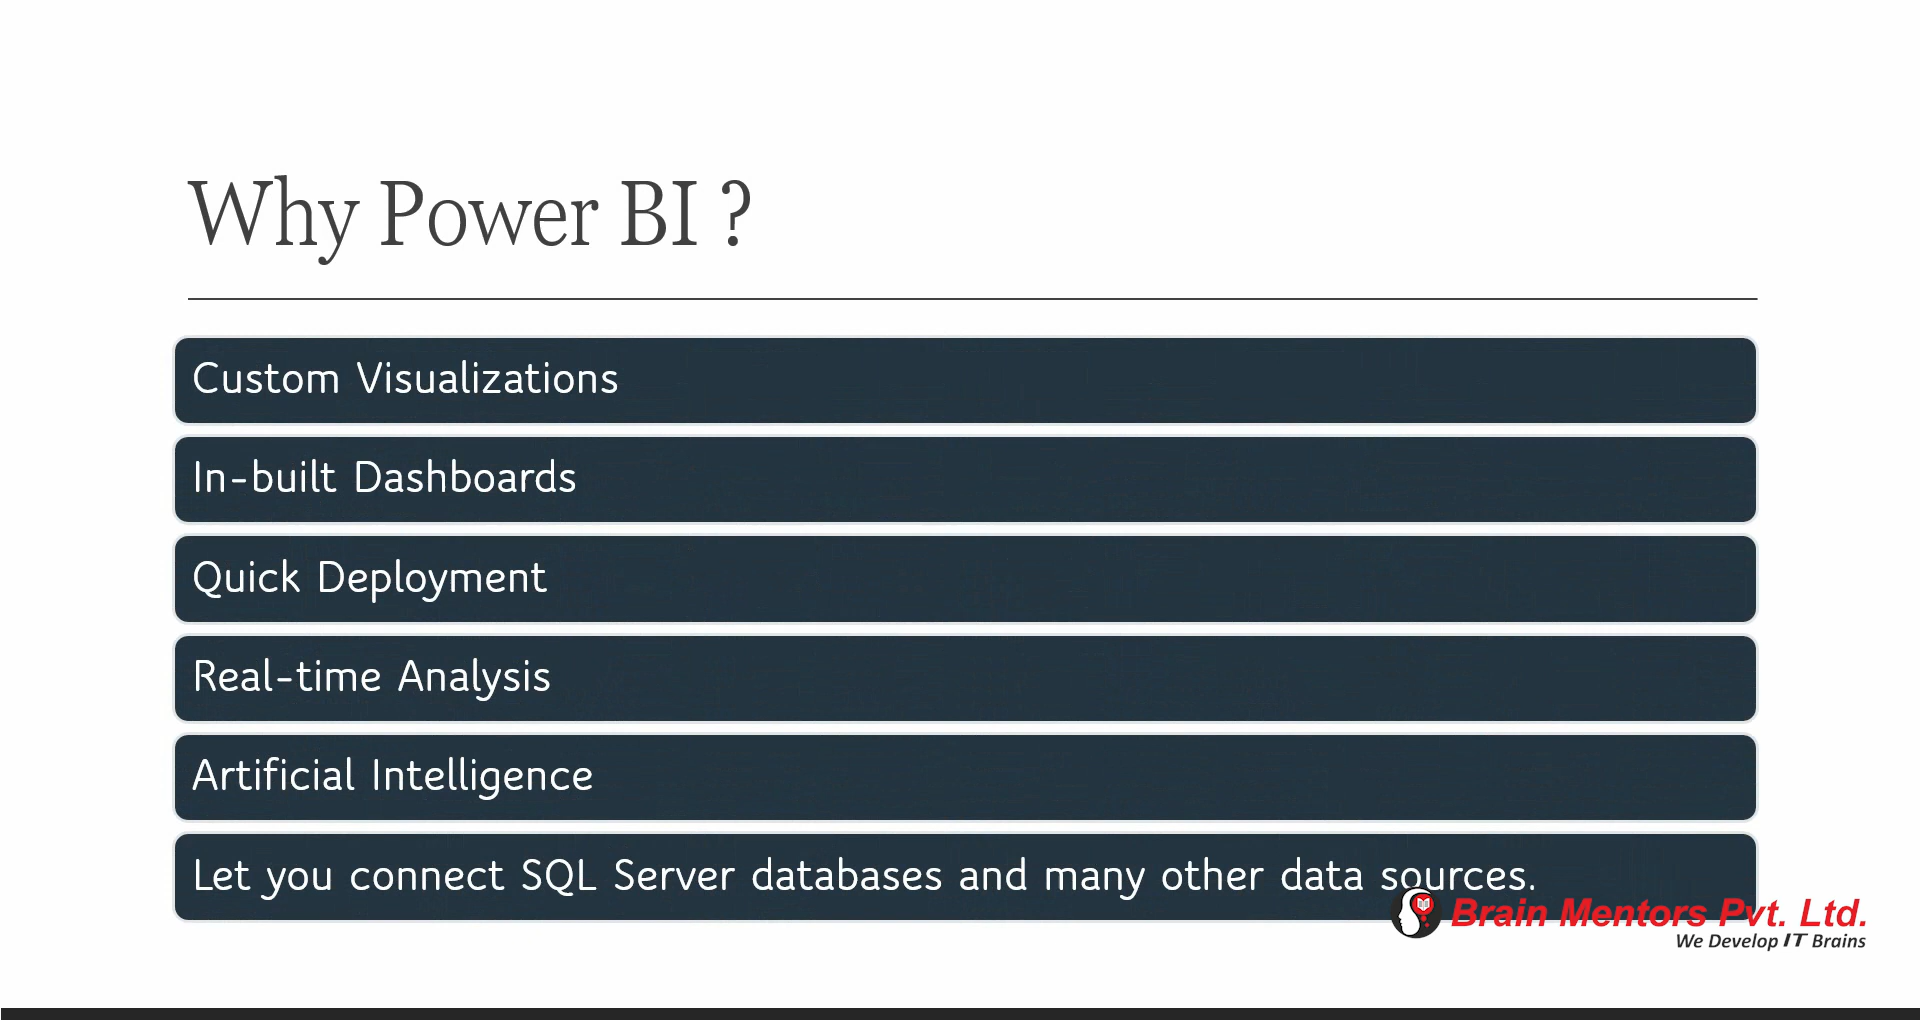 Why Power BI ?
Custom Visualizations
In-built Dashboards
Quick Deployment
Real-time Analysis
Artificial Intelligence
Let you connect SQL Server databases and many other data sources.
Brain Mentors Pvt. Ltd.
We Develop IT Brains